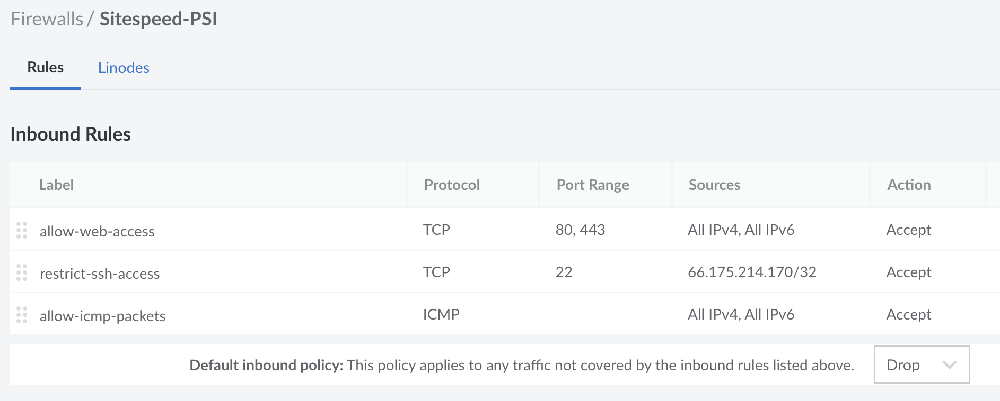 Firewalls / Sitespeed-PSI
Rules Linodes
Inbound Rules
Label Protocol Port Range Sources Action
allow-web-access TCP 80, 443 All IPv4, All IPv6 Accept
restrict-ssh-access TCP 22 66.175.214.170/32 Accept
allow-icmp-packets ICMP All IPv4, All IPv6 Accept
Default inbound policy: This policy applies to any traffic not covered by the inbound rules listed above. Drop